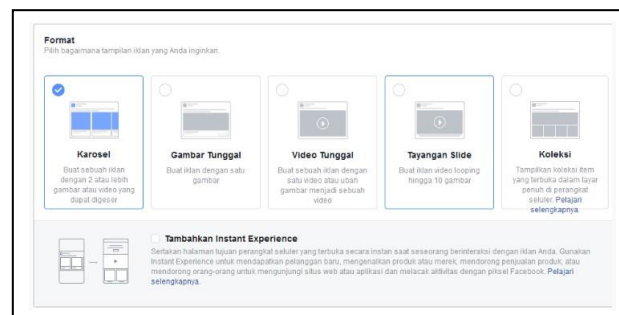 Format
Pilih bagaimana tampilan iklan yang Anda inginkan.
Karosel
Buat sebuah iklan
dengan 2 atau lebih
gambar atau video yang
dapat digeser
Gambar Tunggal
Buat iklan dengan satu
gambar
Video Tunggal
Buat sebuah iklan dengan
satu video atau ubah
gambar menjadi sebuah
video
Tayangan Slide
Buat iklan video looping
hingga 10 gambar
Koleksi
Tampilkan koleksi item
yang terbuka dalam layar
penuh di perangkat
seluler. Pelajari
selengkapnya.
Tambahkan Instant Experience
Sertakan halaman tujuan perangkat seluler yang terbuka secara instan saat seseorang berinteraksi dengan iklan Anda. Gunakan
Instant Experience untuk mendapatkan pelanggan baru, mengenalkan produk atau merek, mendorong penjualan produk, atau
mendorong orang-orang untuk mengunjungi situs web atau aplikasi dan melacak aktivitas dengan piksel Facebook. Pelajari
selengkapnya.